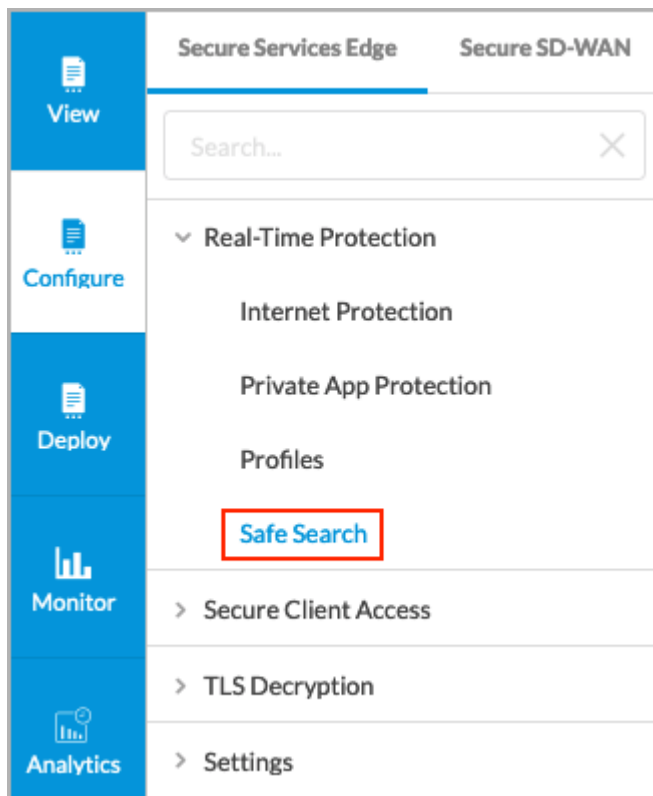 View
Configure
Deploy
Monitor
Analytics
Secure Services Edge
Secure SD-WAN
Search...
Real-Time Protection
Internet Protection
Private App Protection
Profiles
Safe Search
Secure Client Access
TLS Decryption
Settings